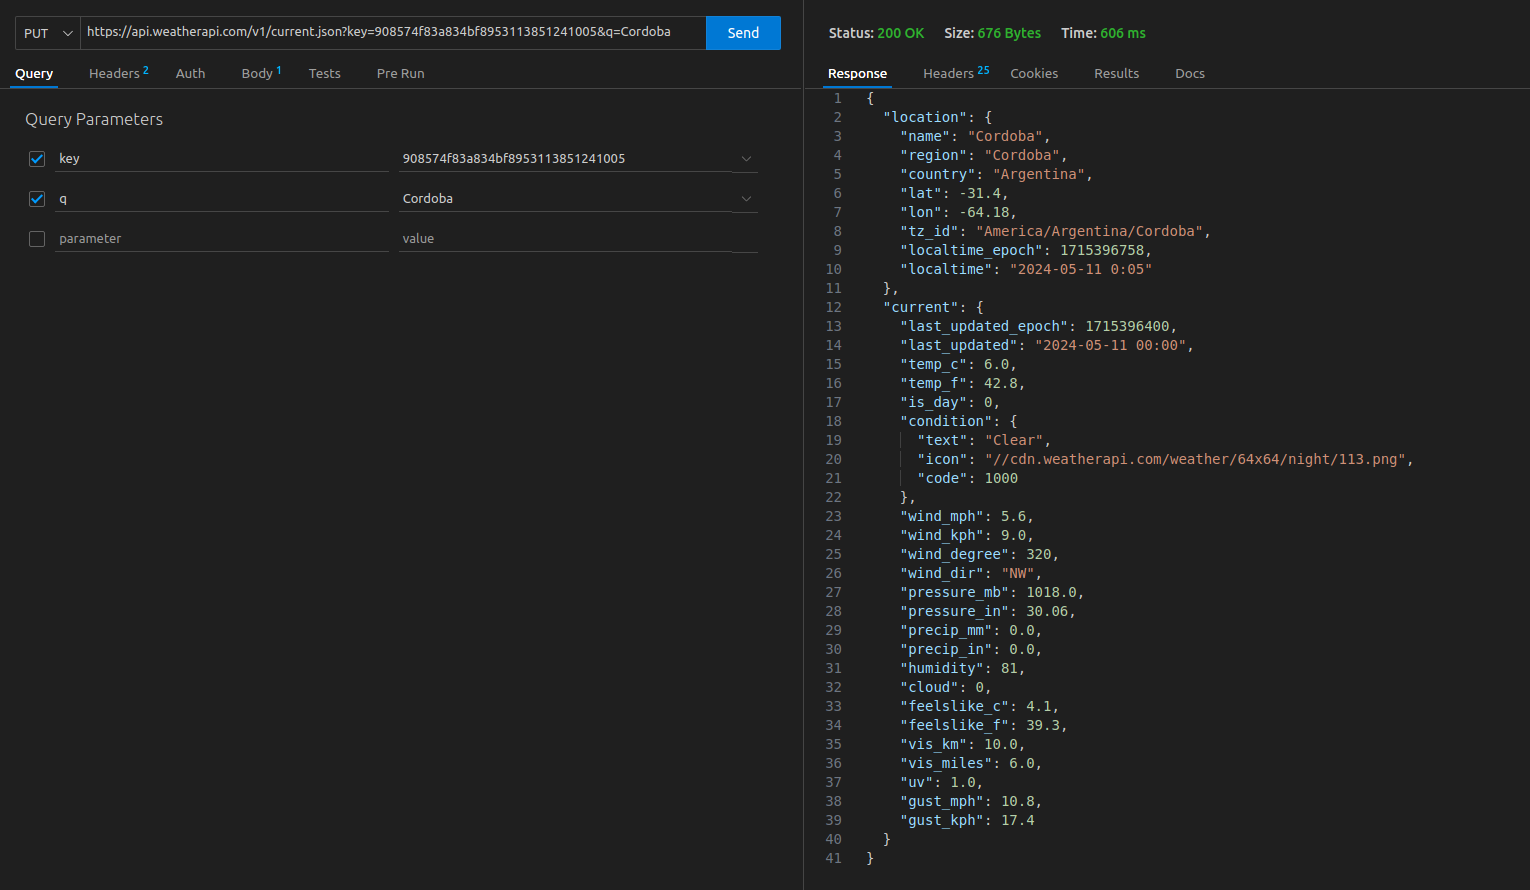 PUT https://api.weatherapi.com/v1/current.json?key=908574f83a834bf8953113851241005&q=Cordoba Send
Query Headers 2 Auth Body 1 Tests Pre Run
Query Parameters
key 908574f83a834bf8953113851241005
q Cordoba
parameter value
Status: 200 OK Size: 676 Bytes Time: 606 ms
Response Headers 25 Cookies Results Docs
1 {
2 "location": {
3 "name": "Cordoba",
4 "region": "Cordoba",
5 "country": "Argentina",
6 "lat": -31.4,
7 "lon": -64.18,
8 "tz_id": "America/Argentina/Cordoba",
9 "localtime_epoch": 1715396758,
10 "localtime": "2024-05-11 0:05"
11 },
12 "current": {
13 "last_updated_epoch": 1715396400,
14 "last_updated": "2024-05-11 00:00",
15 "temp_c": 6.0,
16 "temp_f": 42.8,
17 "is_day": 0,
18 "condition": {
19 "text": "Clear",
20 "icon": "//cdn.weatherapi.com/weather/64x64/night/113.png",
21 "code": 1000
22 },
23 "wind_mph": 5.6,
24 "wind_kph": 9.0,
25 "wind_degree": 320,
26 "wind_dir": "NW",
27 "pressure_mb": 1018.0,
28 "pressure_in": 30.06,
29 "precip_mm": 0.0,
30 "precip_in": 0.0,
31 "humidity": 81,
32 "cloud": 0,
33 "feelslike_c": 4.1,
34 "feelslike_f": 39.3,
35 "vis_km": 10.0,
36 "vis_miles": 6.0,
37 "uv": 1.0,
38 "gust_mph": 10.8,
39 "gust_kph": 17.4
40 }
41 }